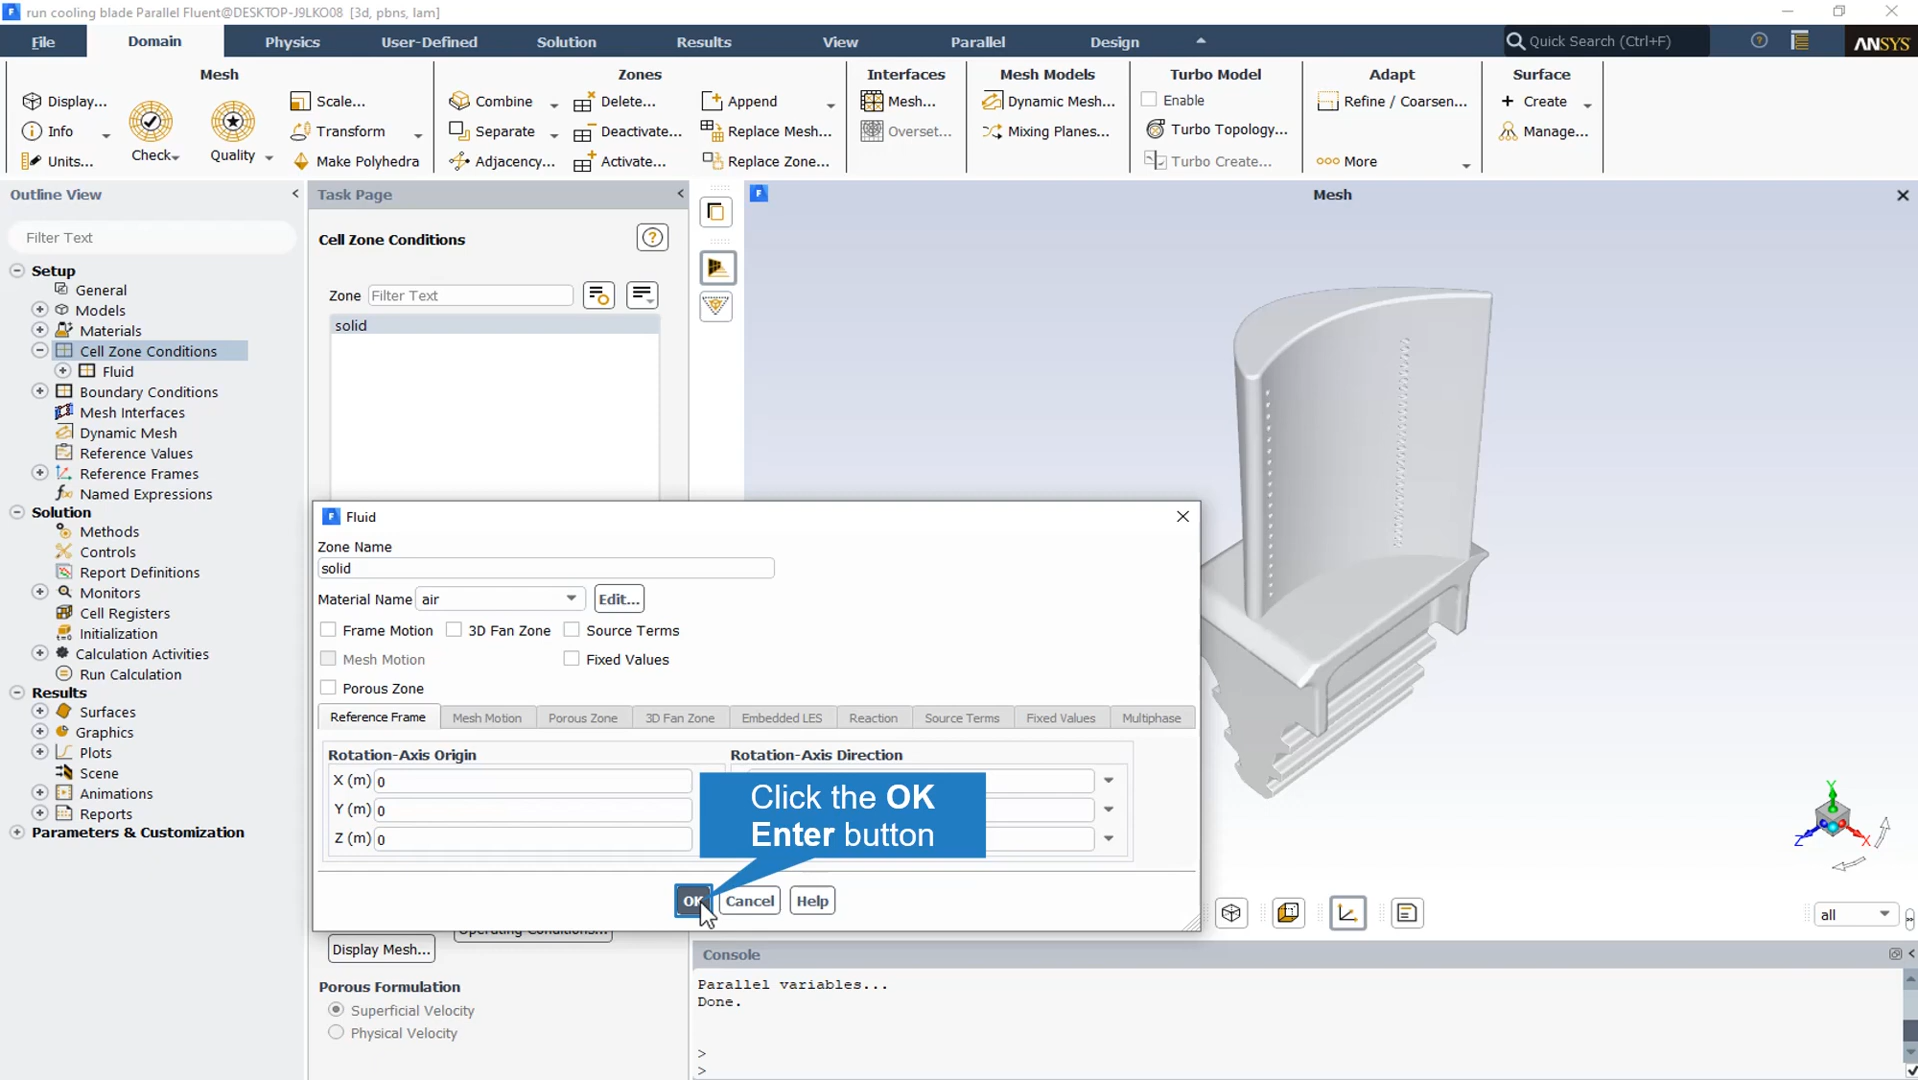 run cooling blade Parallel Fluent@DESKTOP-J9LKO08 [3d, pbns, lam]
File Domain Physics User-Defined Solution Results View Parallel Design Quick Search (Ctrl+F) ANSYS
Mesh Zones Interfaces Mesh Models Turbo Model Adapt Surface
Display... Scale... Combine Delete... Append Mesh... Dynamic Mesh... Enable Refine / Coarsen... + Create
Info Transform Separate Deactivate... Replace Mesh... Overset... Mixing Planes... Turbo Topology... Manage...
Units... Check Quality Make Polyhedra Adjacency... Activate... Replace Zone... Turbo Create... More
Outline View
Filter Text
Setup
General
Models
Materials
Cell Zone Conditions
Fluid
Boundary Conditions
Mesh Interfaces
Dynamic Mesh
Reference Values
Reference Frames
Named Expressions
Solution
Methods
Controls
Report Definitions
Monitors
Cell Registers
Initialization
Calculation Activities
Run Calculation
Results
Surfaces
Graphics
Plots
Scene
Animations
Reports
Parameters & Customization
Task Page
Cell Zone Conditions
Zone Filter Text
solid
Mesh
Fluid
Zone Name
solid
Material Name air Edit...
Frame Motion 3D Fan Zone Source Terms
Mesh Motion Fixed Values
Porous Zone
Reference Frame Mesh Motion Porous Zone 3D Fan Zone Embedded LES Reaction Source Terms Fixed Values Multiphase
Rotation-Axis Origin Rotation-Axis Direction
X (m) 0
Y (m) 0
Z (m) 0
Click the OK
Enter button
OK Cancel Help
Operating Conditions...
Display Mesh...
Porous Formulation
Superficial Velocity
Physical Velocity
Y
Z X
all
Console
Parallel variables...
Done.
>
>